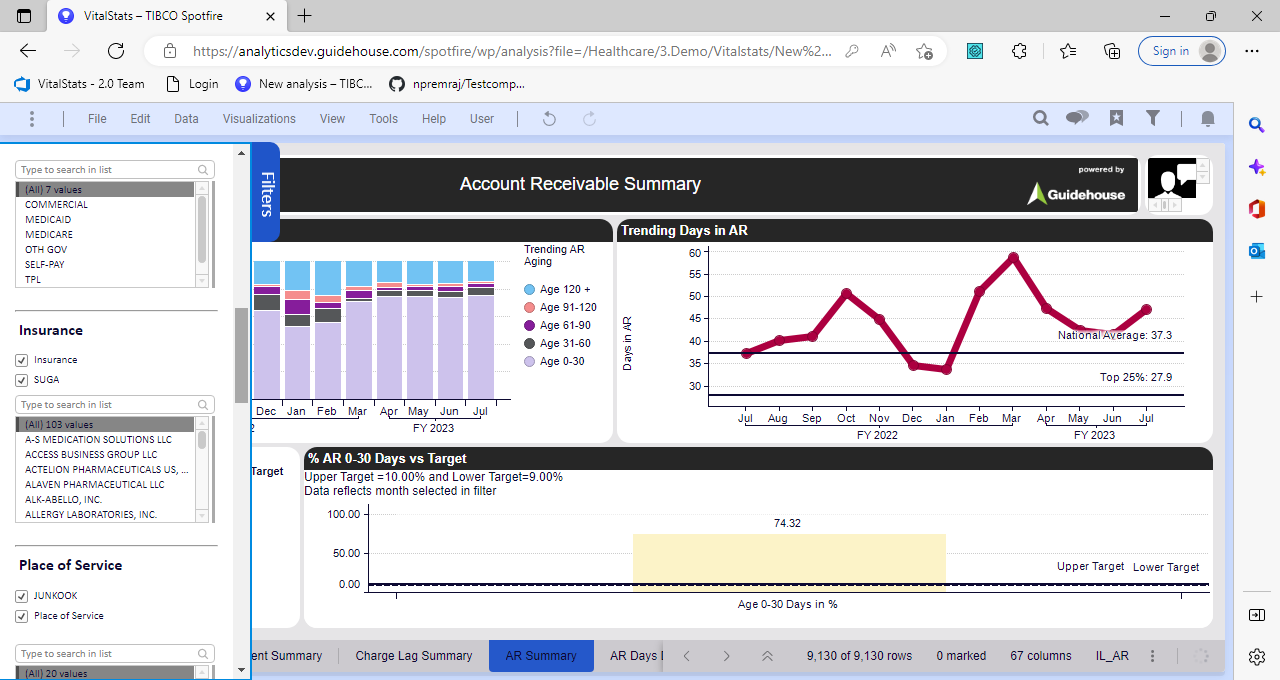 VitalStats – TIBCO Spotfire
https://analyticsdev.guidehouse.com/spotfire/wp/analysis?file=/Healthcare/3.Demo/Vitalstats/New%2...
Sign in
VitalStats - 2.0 Team
Login
New analysis – TIBC...
npremraj/Testcomp...
File Edit Data Visualizations View Tools Help User
Type to search in list
(All) 7 values
COMMERCIAL
MEDICAID
MEDICARE
OTH GOV
SELF-PAY
TPL
Insurance
Insurance
SUGA
Type to search in list
(All) 103 values
A-S MEDICATION SOLUTIONS LLC
ACCESS BUSINESS GROUP LLC
ACTELION PHARMACEUTICALS US, ...
ALAVEN PHARMACEUTICAL LLC
ALK-ABELLO, INC.
ALLERGY LABORATORIES, INC.
Place of Service
JUNKOOK
Place of Service
Type to search in list
(All) 20 values
Filters
Account Receivable Summary
powered by
Guidehouse
Trending AR
Aging
Age 120 +
Age 91-120
Age 61-90
Age 31-60
Age 0-30
Dec Jan Feb Mar Apr May Jun Jul
2 FY 2023
Trending Days in AR
Days in AR
60
55
50
45
40
35
30
National Average: 37.3
Top 25%: 27.9
Jul Aug Sep Oct Nov Dec Jan Feb Mar Apr May Jun Jul
FY 2022 FY 2023
Target
% AR 0-30 Days vs Target
Upper Target =10.00% and Lower Target=9.00%
Data reflects month selected in filter
100.00
50.00
0.00
74.32
Upper Target Lower Target
Age 0-30 Days in %
ent Summary
Charge Lag Summary
AR Summary
AR Days
9,130 of 9,130 rows
0 marked
67 columns
IL_AR